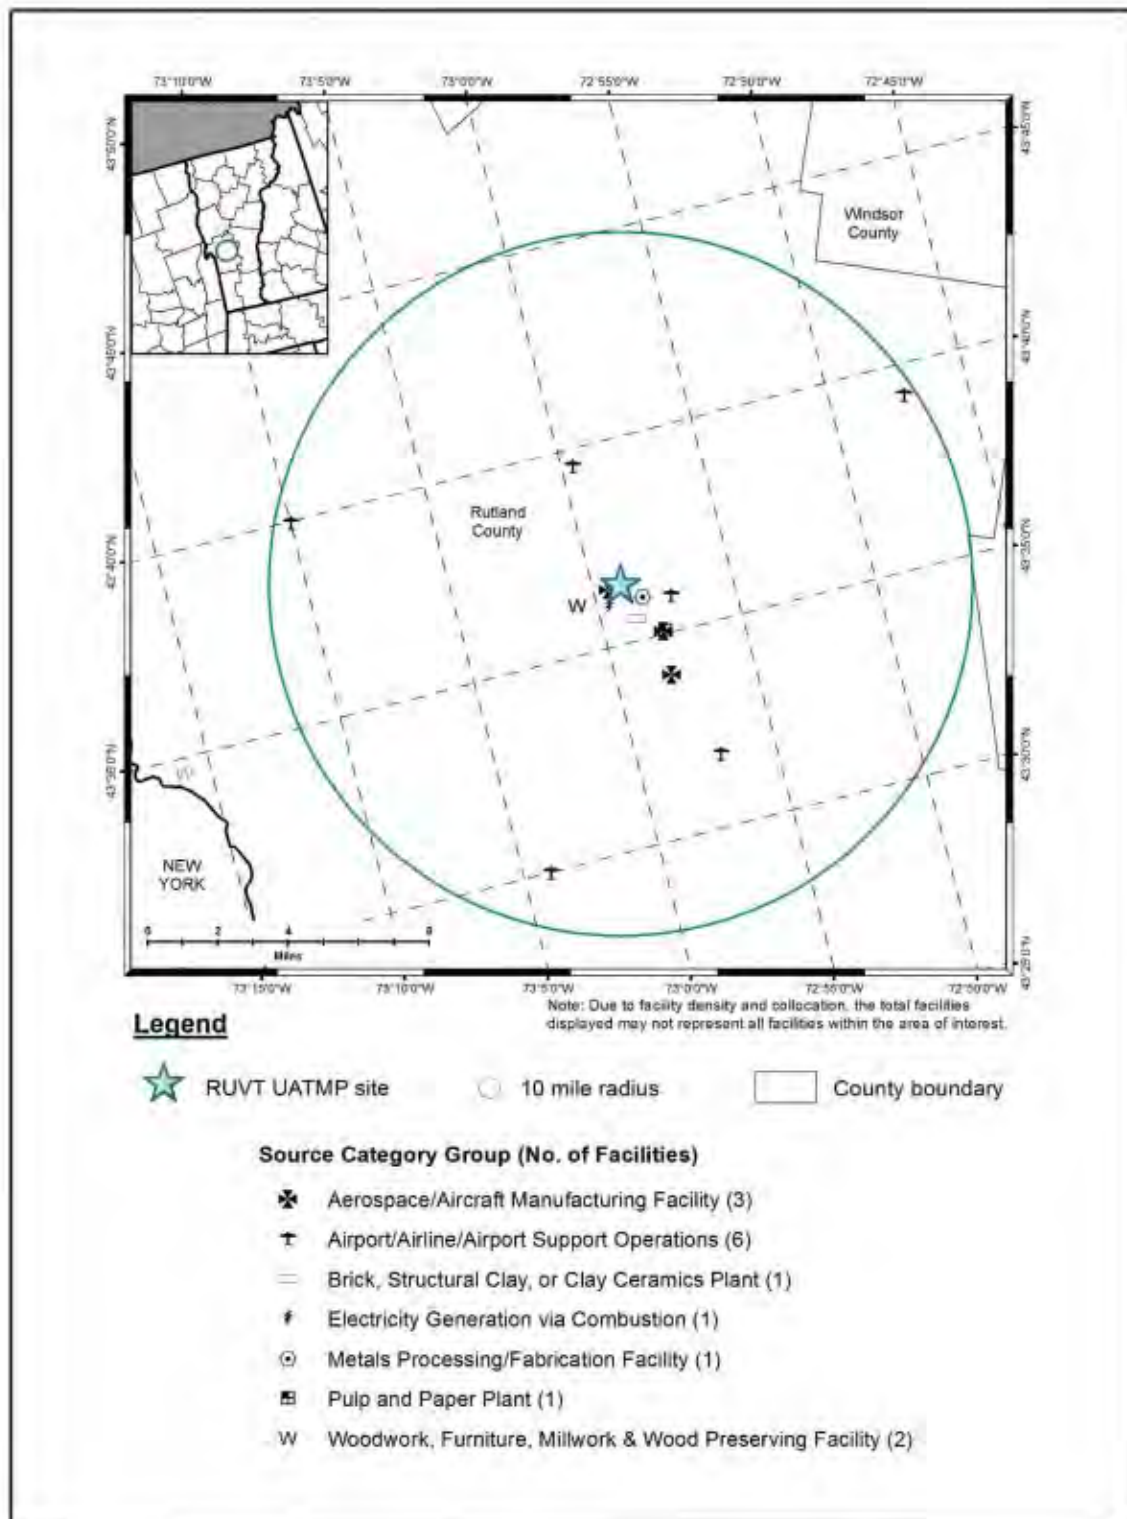 73°10'0"W 73°5'0"W 73°0'0"W 72°55'0"W 72°50'0"W 72°45'0"W
43°50'0"N
43°45'0"N
43°45'0"N
43°40'0"N
43°40'0"N
43°35'0"N
43°30'0"N
43°25'0"N
Windsor
County
Rutland
County
W
NEW
YORK
0 2 4 8
Miles
73°15'0"W 73°10'0"W 73°5'0"W 73°0'0"W 72°55'0"W 72°50'0"W
Note: Due to facility density and collocation, the total facilities
displayed may not represent all facilities within the area of interest.
Legend
RUVT UATMP site 10 mile radius County boundary
Source Category Group (No. of Facilities)
Aerospace/Aircraft Manufacturing Facility (3)
Airport/Airline/Airport Support Operations (6)
Brick, Structural Clay, or Clay Ceramics Plant (1)
Electricity Generation via Combustion (1)
Metals Processing/Fabrication Facility (1)
Pulp and Paper Plant (1)
W Woodwork, Furniture, Millwork & Wood Preserving Facility (2)